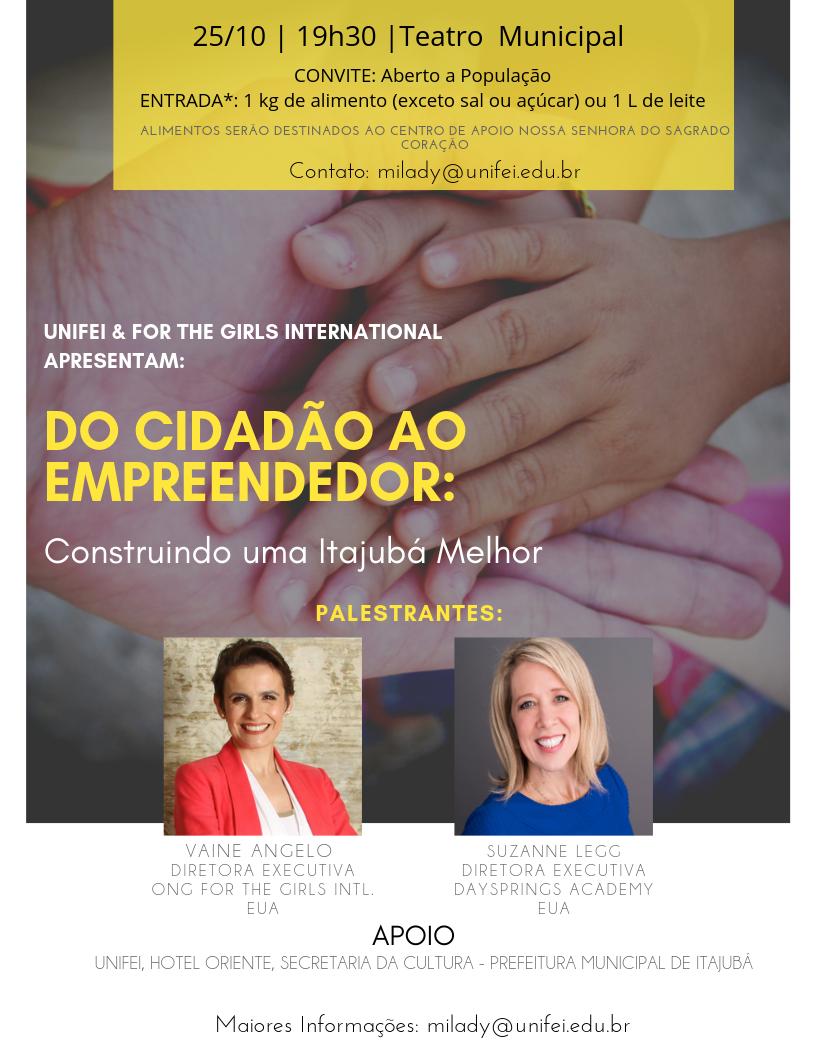 25/10 | 19h30 |Teatro Municipal
CONVITE: Aberto a População
ENTRADA*: 1 kg de alimento (exceto sal ou açúcar) ou 1 L de leite
ALIMENTOS SERÃO DESTINADOS AO CENTRO DE APOIO NOSSA SENHORA DO SAGRADO
CORAÇÃO
Contato: milady@unifei.edu.br
UNIFEI & FOR THE GIRLS INTERNATIONAL
APRESENTAM:
DO CIDADÃO AO
EMPREENDEDOR:
Construindo uma Itajubá Melhor
PALESTRANTES:
VAINE ANGELO
DIRETORA EXECUTIVA
ONG FOR THE GIRLS INTL.
EUA
SUZANNE LEGG
DIRETORA EXECUTIVA
DAYSPRINGS ACADEMY
EUA
APOIO
UNIFEI, HOTEL ORIENTE, SECRETARIA DA CULTURA - PREFEITURA MUNICIPAL DE ITAJUBÁ
Maiores Informações: milady@unifei.edu.br